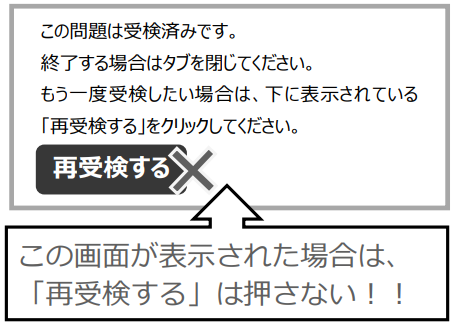 この問題は受検済みです。
終了する場合はタブを閉じてください。
もう一度受検したい場合は、下に表示されている
「再受検する」をクリックしてください。
再受検する
この画面が表示された場合は、
「再受検する」は押さない！！